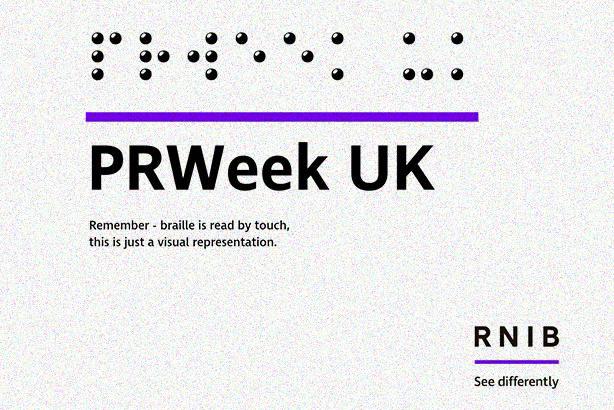 ⠏⠗⠺⠑⠑⠅ ⠥⠅
PRWeek UK
Remember - braille is read by touch,
this is just a visual representation.
RNIB
See differently